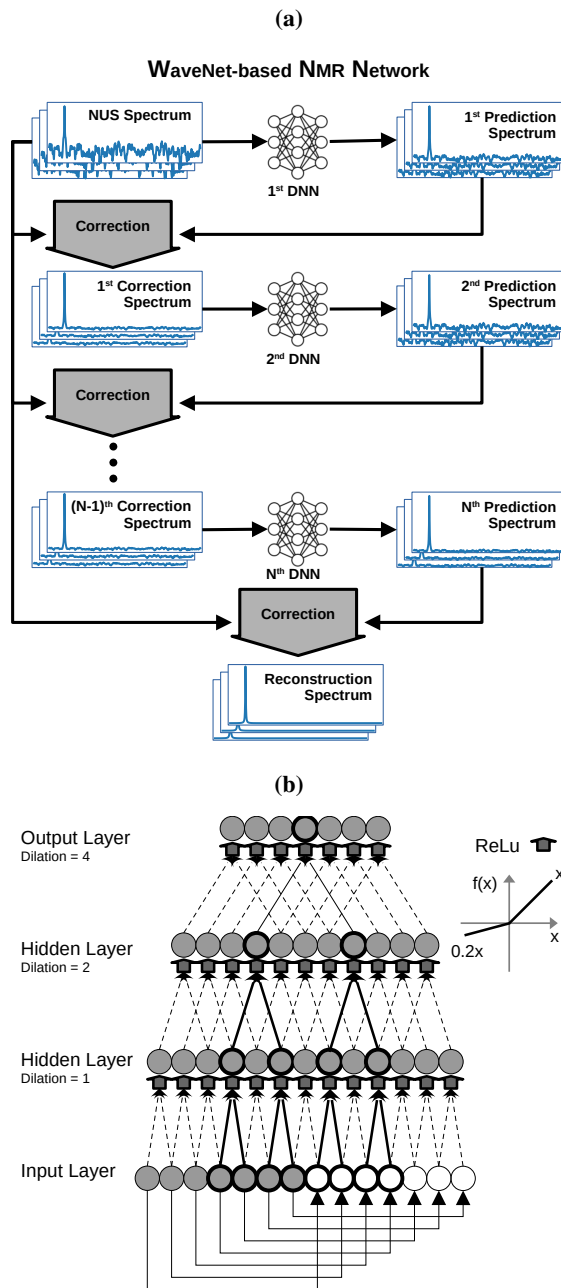 (a)
WaveNet-based NMR Network
NUS Spectrum
1st DNN
1st Prediction
Spectrum
Correction
1st Correction
Spectrum
2nd DNN
2nd Prediction
Spectrum
Correction
(N-1)th Correction
Spectrum
Nth DNN
Nth Prediction
Spectrum
Correction
Reconstruction
Spectrum
(b)
Output Layer
Dilation = 4
ReLu
f(x)
x
x
0.2x
Hidden Layer
Dilation = 2
Hidden Layer
Dilation = 1
Input Layer